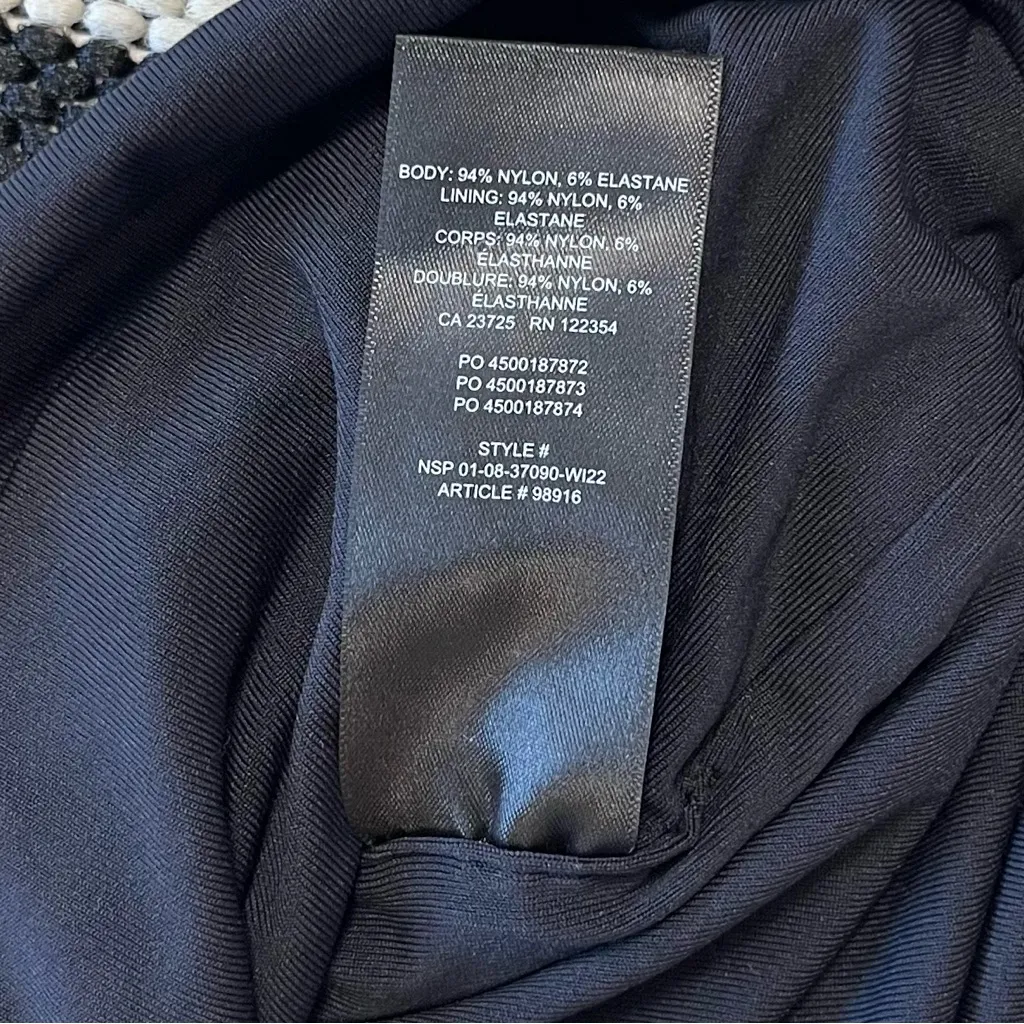 BODY: 94% NYLON, 6% ELASTANE
LINING: 94% NYLON, 6%
ELASTANE
CORPS: 94% NYLON, 6%
ÉLASTHANNE
DOUBLURE: 94% NYLON, 6%
ÉLASTHANNE
CA 23725 RN 122354
PO 4500187872
PO 4500187873
PO 4500187874
STYLE #
NSP 01-08-37090-WI22
ARTICLE # 98916